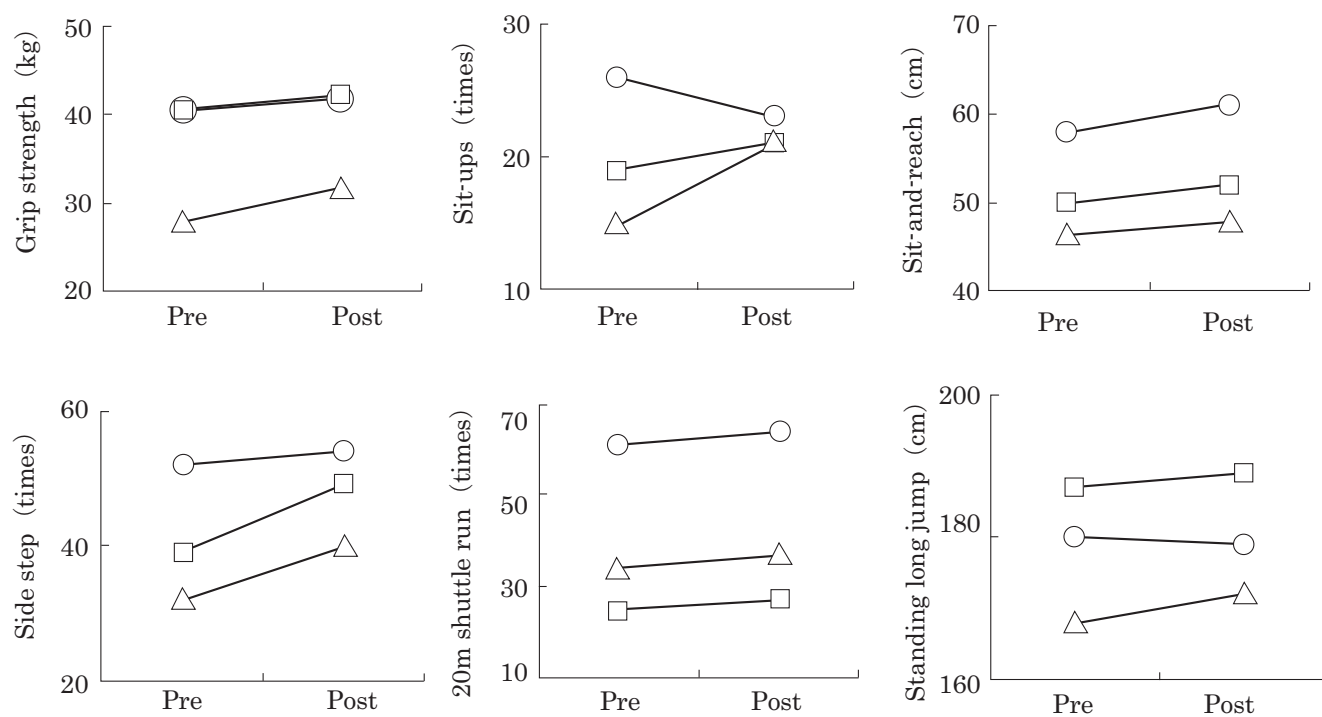 Grip strength (kg)
50
40
30
20
Pre Post
Sit-ups (times)
30
20
10
Pre Post
Sit-and-reach (cm)
70
60
50
40
Pre Post
Side step (times)
60
40
20
Pre Post
20m shuttle run (times)
70
50
30
10
Pre Post
Standing long jump (cm)
200
180
160
Pre Post